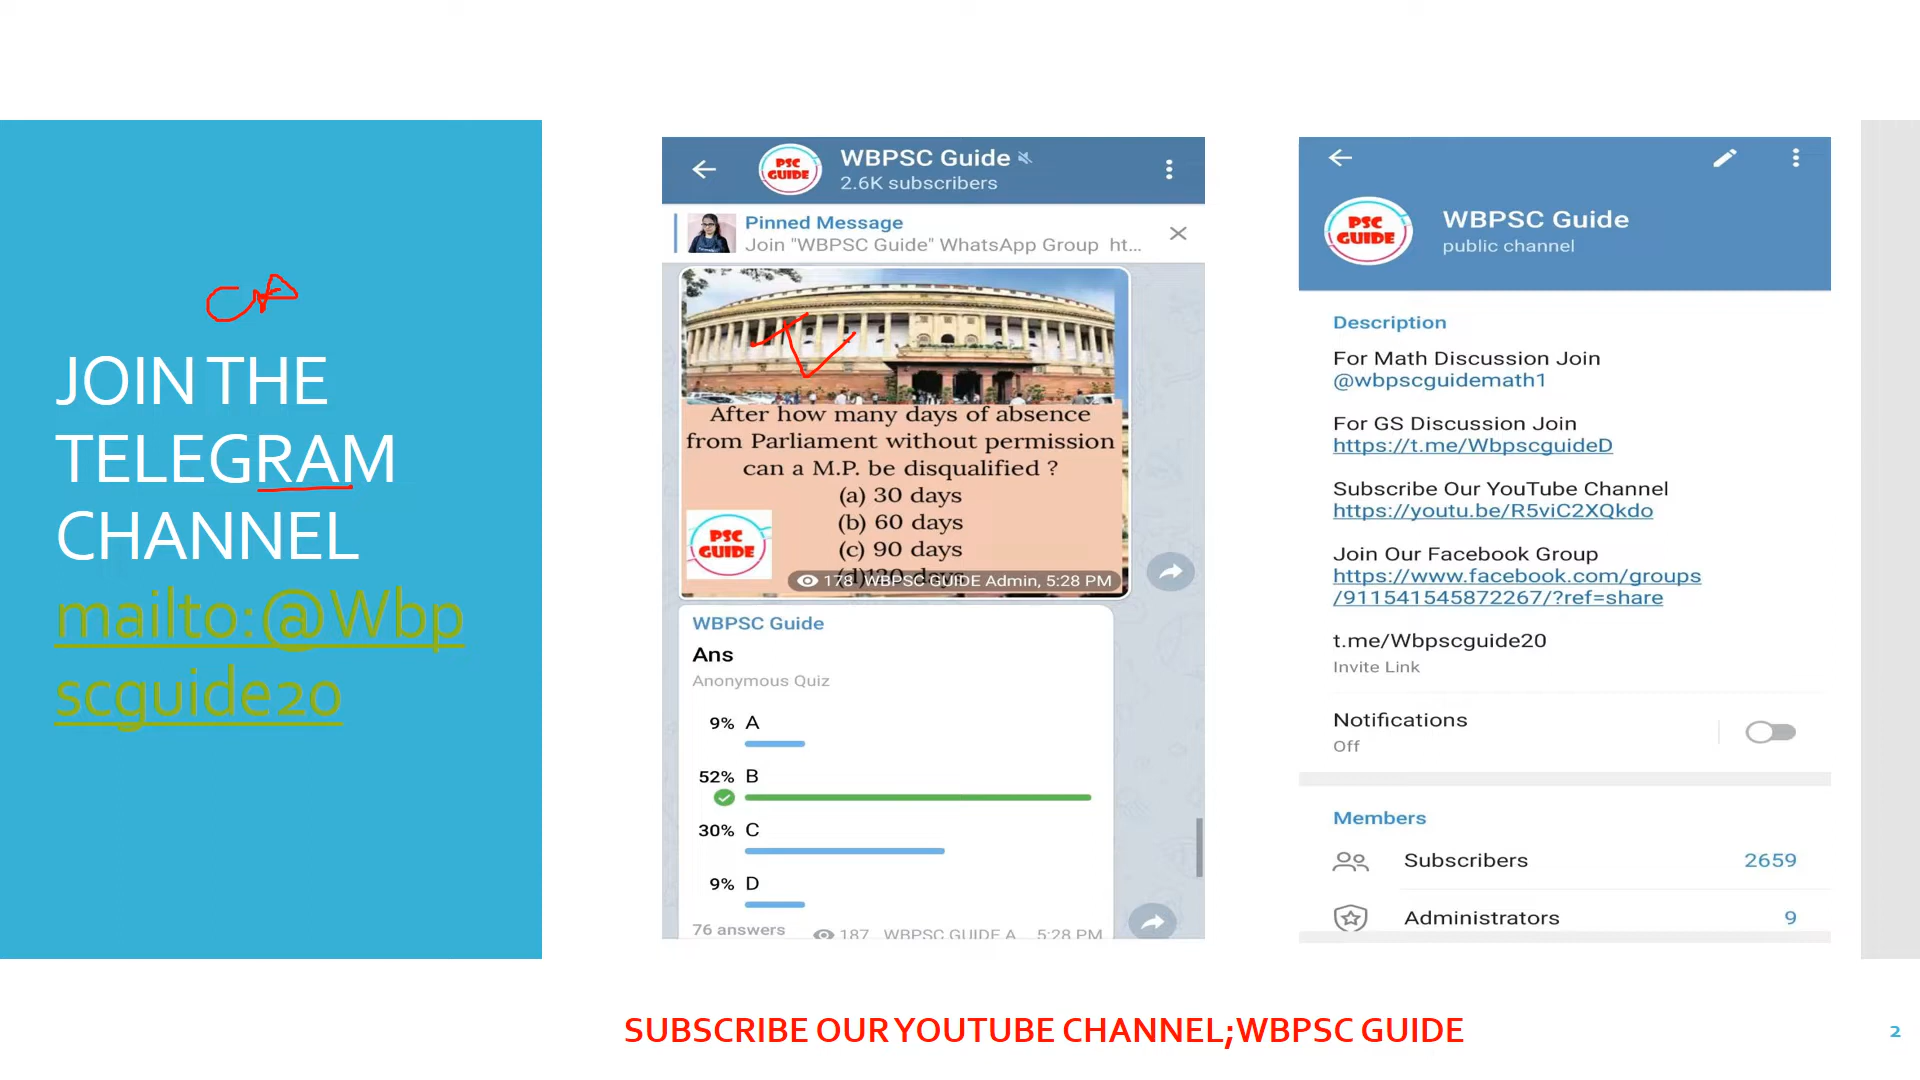 JOIN THE
TELEGRAM
CHANNEL
mailto:@Wbp
scguide20
PSC
GUIDE
WBPSC Guide
2.6K subscribers
Pinned Message
Join "WBPSC Guide" WhatsApp Group ht...
After how many days of absence
from Parliament without permission
can a M.P. be disqualified ?
(a) 30 days
(b) 60 days
(c) 90 days
(d)120 days
PSC
GUIDE
178 WBPSC GUIDE Admin, 5:28 PM
WBPSC Guide
Ans
Anonymous Quiz
9% A
52% B
30% C
9% D
76 answers 187 WBPSC GUIDE A... 5:28 PM
PSC
GUIDE
WBPSC Guide
public channel
Description
For Math Discussion Join
@wbpscguidemath1
For GS Discussion Join
https://t.me/WbpscguideD
Subscribe Our YouTube Channel
https://youtu.be/R5viC2XQkdo
Join Our Facebook Group
https://www.facebook.com/groups
/911541545872267/?ref=share
t.me/Wbpscguide20
Invite Link
Notifications
Off
Members
Subscribers 2659
Administrators 9
SUBSCRIBE OUR YOUTUBE CHANNEL;WBPSC GUIDE
2